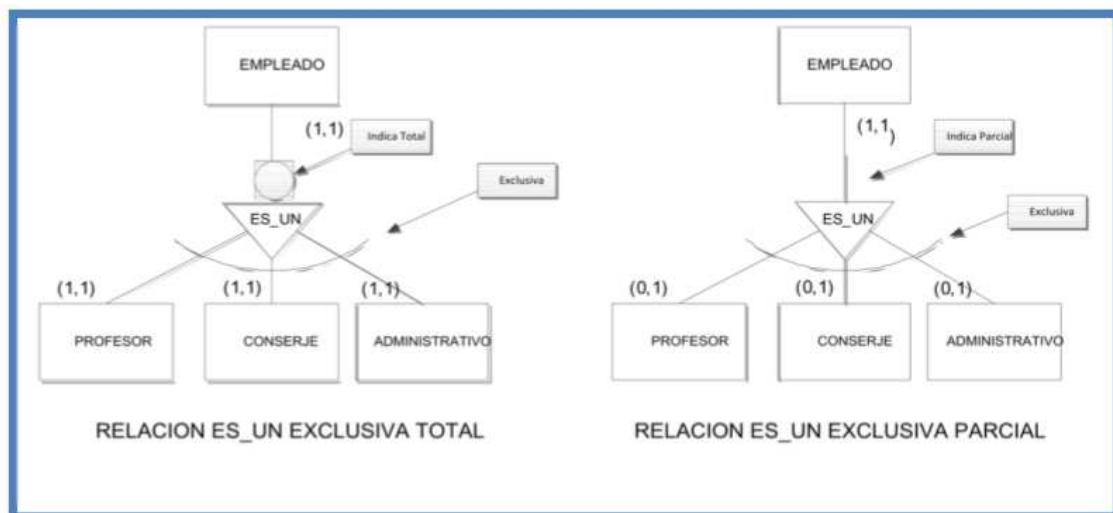 EMPLEADO
(1,1)
Indica Total
Exclusiva
ES_UN
(1,1)
(1,1)
(1,1)
PROFESOR
CONSERJE
ADMINISTRATIVO
RELACION ES_UN EXCLUSIVA TOTAL
EMPLEADO
(1,1)
Indica Parcial
Exclusiva
ES_UN
(0,1)
(0,1)
(0,1)
PROFESOR
CONSERJE
ADMINISTRATIVO
RELACION ES_UN EXCLUSIVA PARCIAL